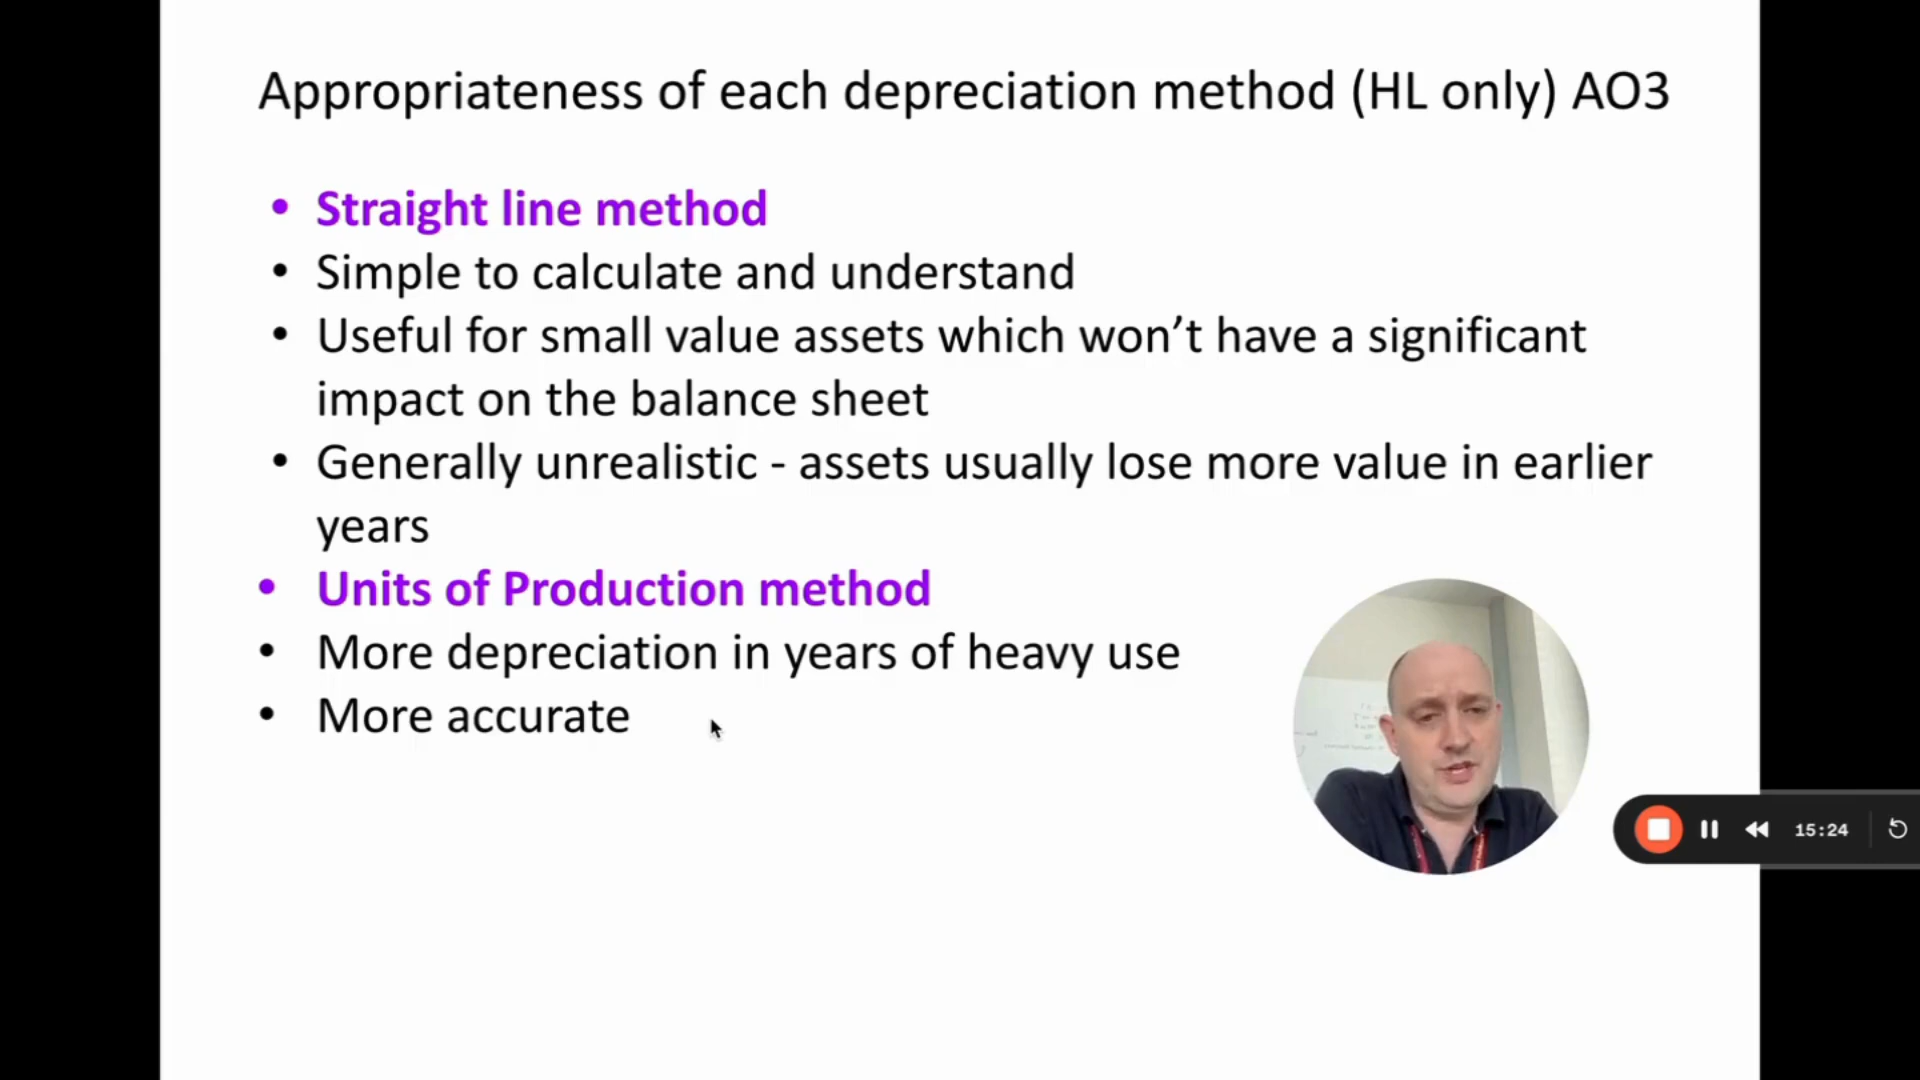 Appropriateness of each depreciation method (HL only) AO3
• Straight line method
• Simple to calculate and understand
• Useful for small value assets which won’t have a significant
impact on the balance sheet
• Generally unrealistic - assets usually lose more value in earlier
years
• Units of Production method
• More depreciation in years of heavy use
• More accurate
15:24